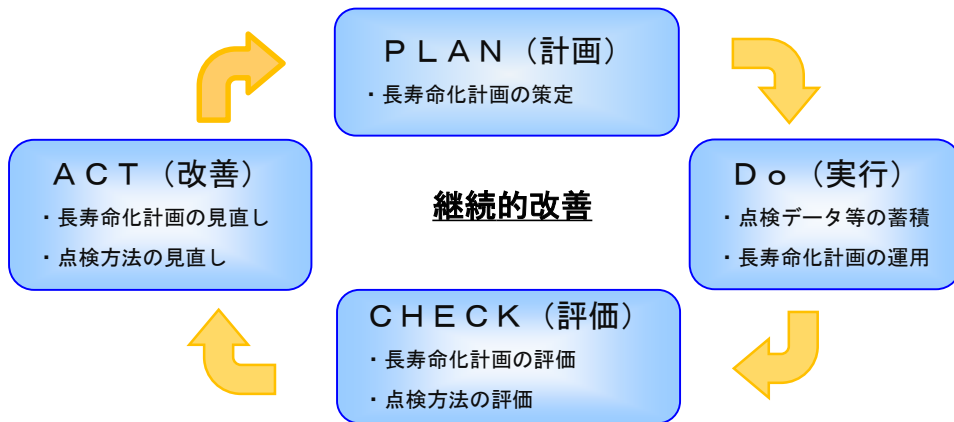 ＰＬＡＮ（計画）
・長寿命化計画の策定
Ｄｏ（実行）
・点検データ等の蓄積
・長寿命化計画の運用
ＣＨＥＣＫ（評価）
・長寿命化計画の評価
・点検方法の評価
ＡＣＴ（改善）
・長寿命化計画の見直し
・点検方法の見直し
継続的改善